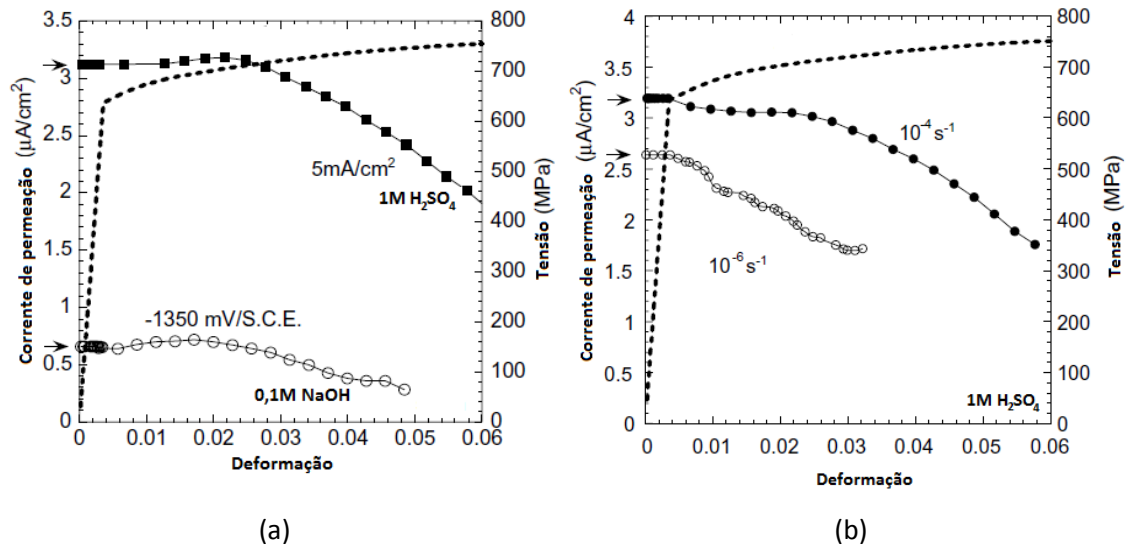 3.5
3
2.5
2
1.5
1
0.5
0
Corrente de permeação (µA/cm²)
800
700
600
500
400
300
200
100
0
Tensão (MPa)
5mA/cm²
1M H₂SO₄
-1350 mV/S.C.E.
0,1M NaOH
0 0.01 0.02 0.03 0.04 0.05 0.06
Deformação
(a)
4
3.5
3
2.5
2
1.5
1
0.5
0
Corrente de permeação (µA/cm²)
800
700
600
500
400
300
200
100
0
Tensão (MPa)
10⁻⁴ s⁻¹
10⁻⁶ s⁻¹
1M H₂SO₄
0 0.01 0.02 0.03 0.04 0.05 0.06
Deformação
(b)